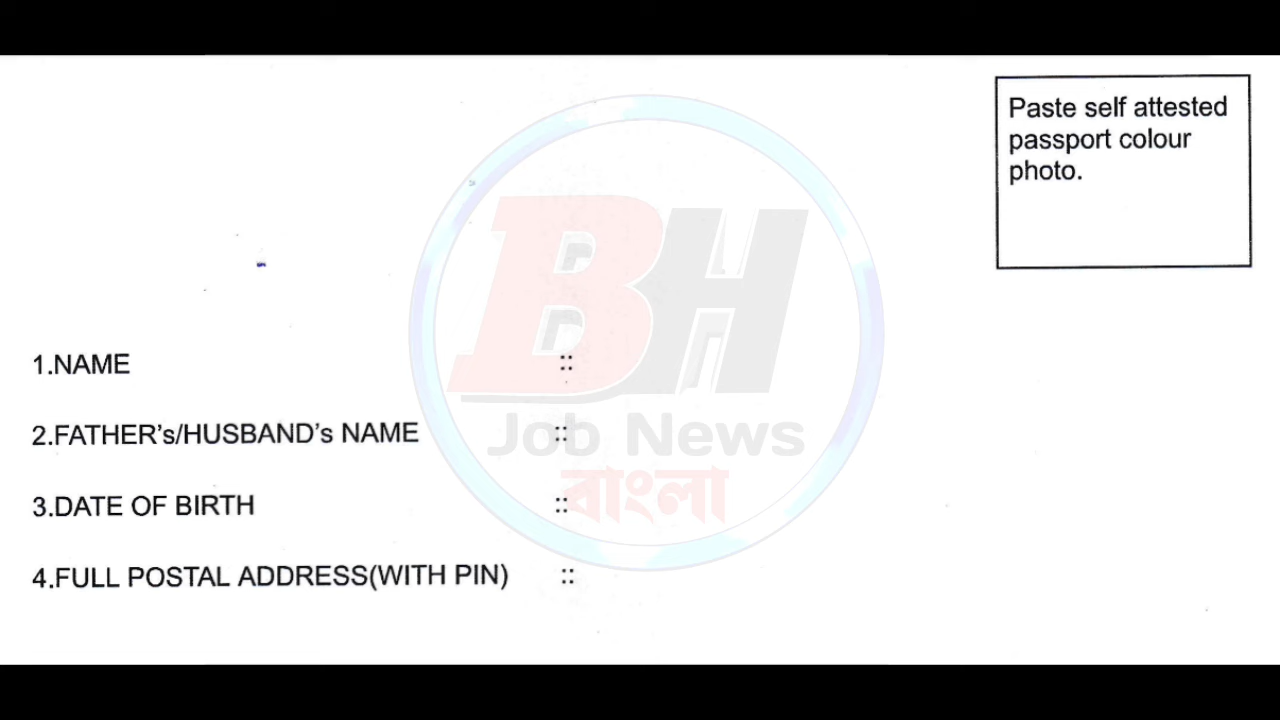 Paste self attested
passport colour
photo.
BH
Job News
বাংলা
1.NAME ::
2.FATHER's/HUSBAND's NAME ::
3.DATE OF BIRTH ::
4.FULL POSTAL ADDRESS(WITH PIN) ::